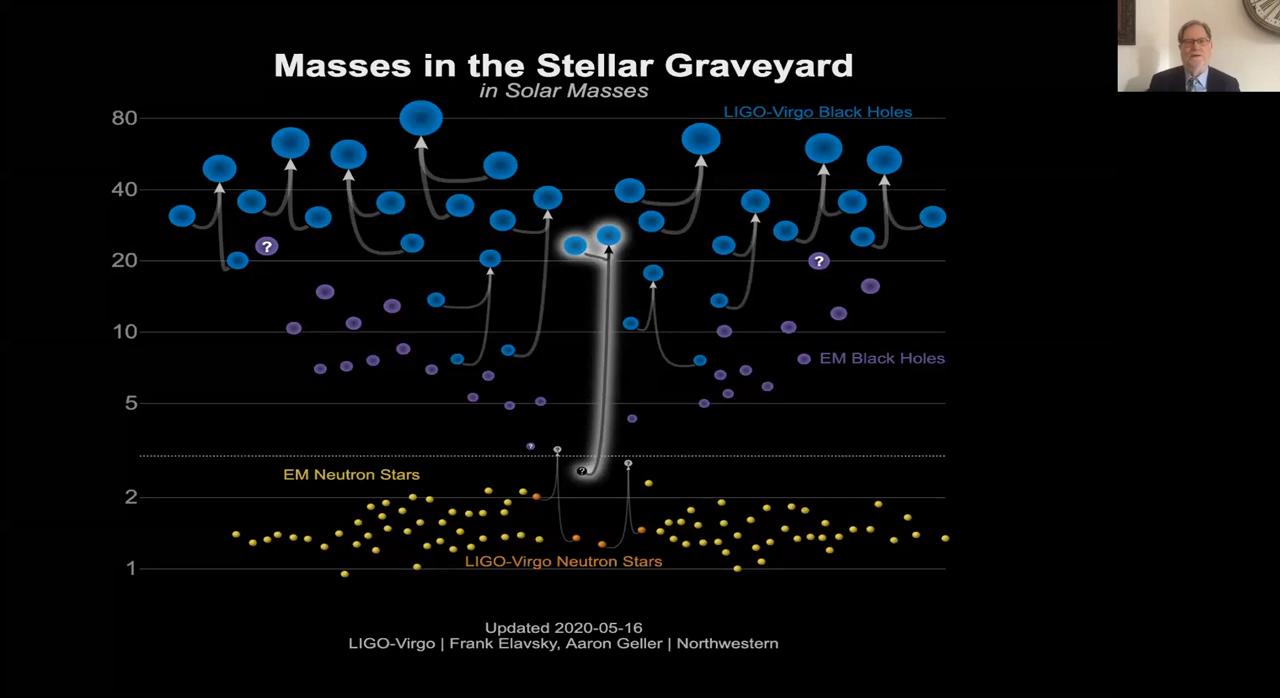 Masses in the Stellar Graveyard
in Solar Masses
LIGO-Virgo Black Holes
80
40
?
20
?
10
EM Black Holes
5
?
?
?
?
EM Neutron Stars
2
LIGO-Virgo Neutron Stars
1
Updated 2020-05-16
LIGO-Virgo | Frank Elavsky, Aaron Geller | Northwestern